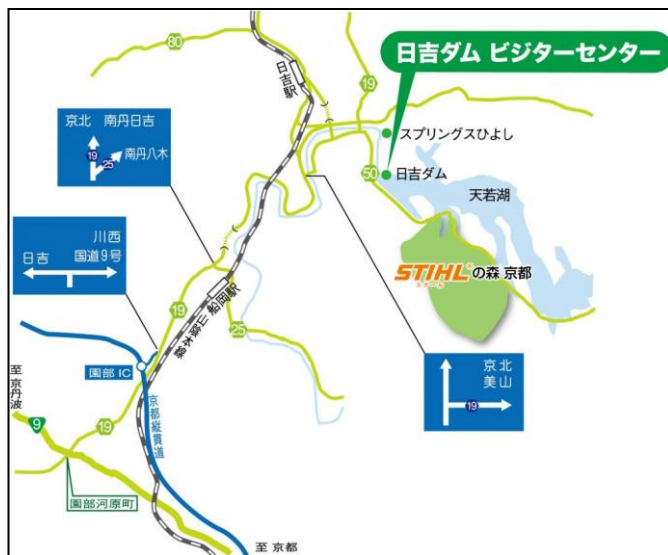 日吉ダム ビジターセンター
80
19
日吉駅
京北 南丹日吉
19
25
南丹八木
スプリングスひよし
50
日吉ダム
天若湖
川西
日吉 国道9号
STIHL®の森 京都
船岡駅
山陰本線
19
25
京北
美山
19
園部 IC
至 京丹波
9
19
京都縦貫道
園部河原町
至 京都